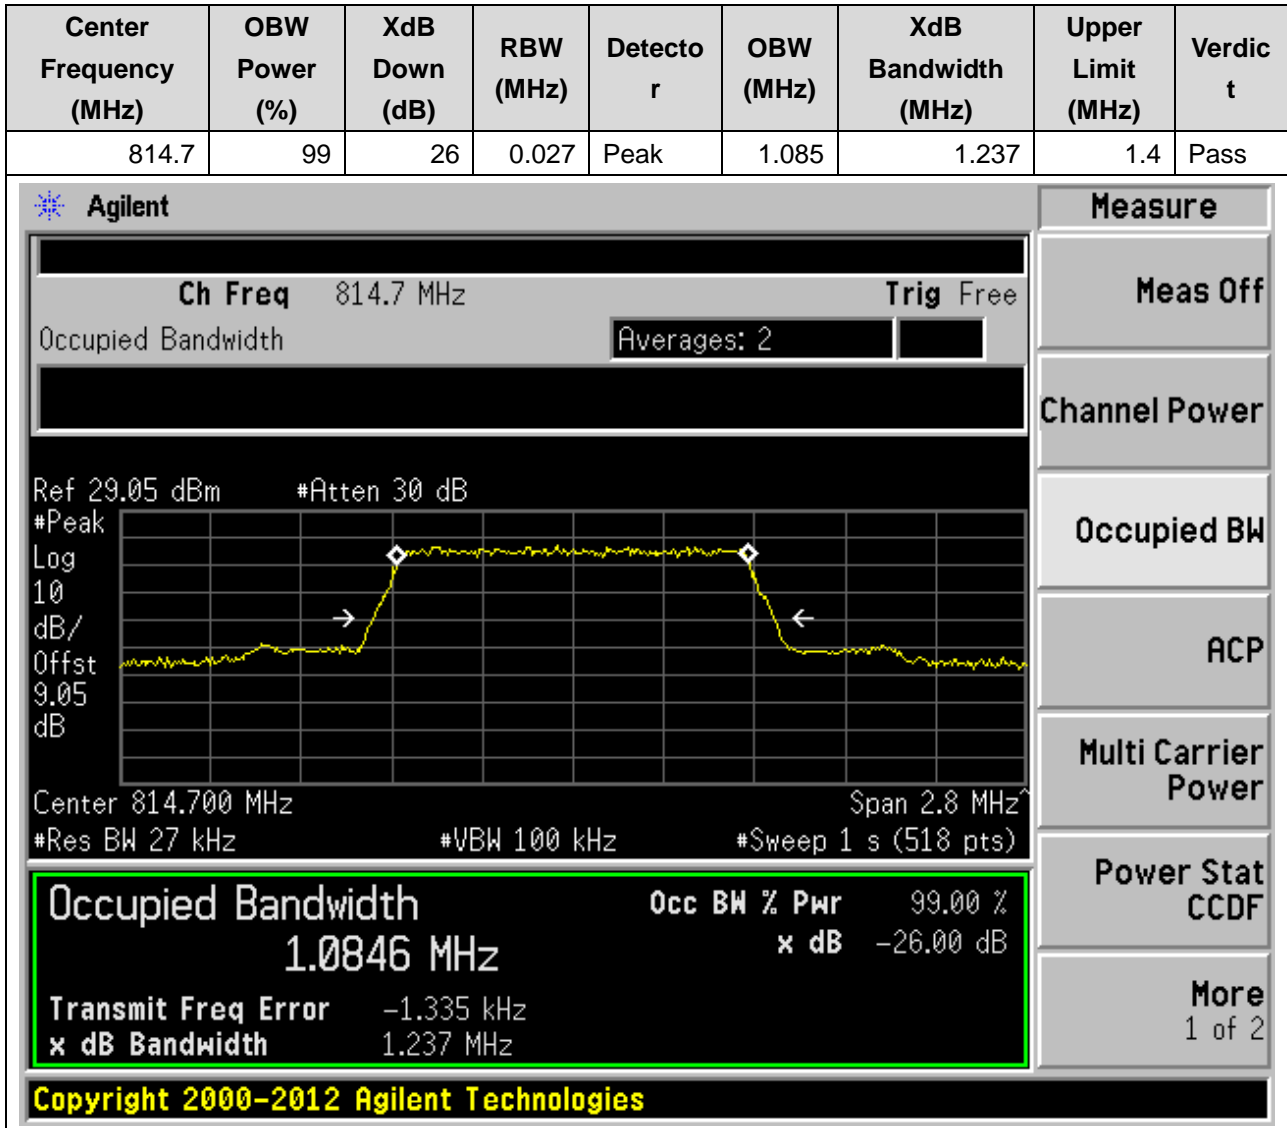 Center Frequency (MHz) OBW Power (%) XdB Down (dB) RBW (MHz) Detecto r OBW (MHz) XdB Bandwidth (MHz) Upper Limit (MHz) Verdic t
814.7 99 26 0.027 Peak 1.085 1.237 1.4 Pass
Agilent
Measure
Ch Freq 814.7 MHz Trig Free
Occupied Bandwidth Averages: 2
Meas Off
Channel Power
Occupied BW
ACP
Multi Carrier
Power
Power Stat
CCDF
More
1 of 2
Ref 29.05 dBm #Atten 30 dB
#Peak
Log
10
dB/
Offst
9.05
dB
Center 814.700 MHz Span 2.8 MHz^
#Res BW 27 kHz #VBW 100 kHz #Sweep 1 s (518 pts)
Occupied Bandwidth Occ BW % Pwr 99.00 %
1.0846 MHz x dB -26.00 dB
Transmit Freq Error -1.335 kHz
x dB Bandwidth 1.237 MHz
Copyright 2000-2012 Agilent Technologies